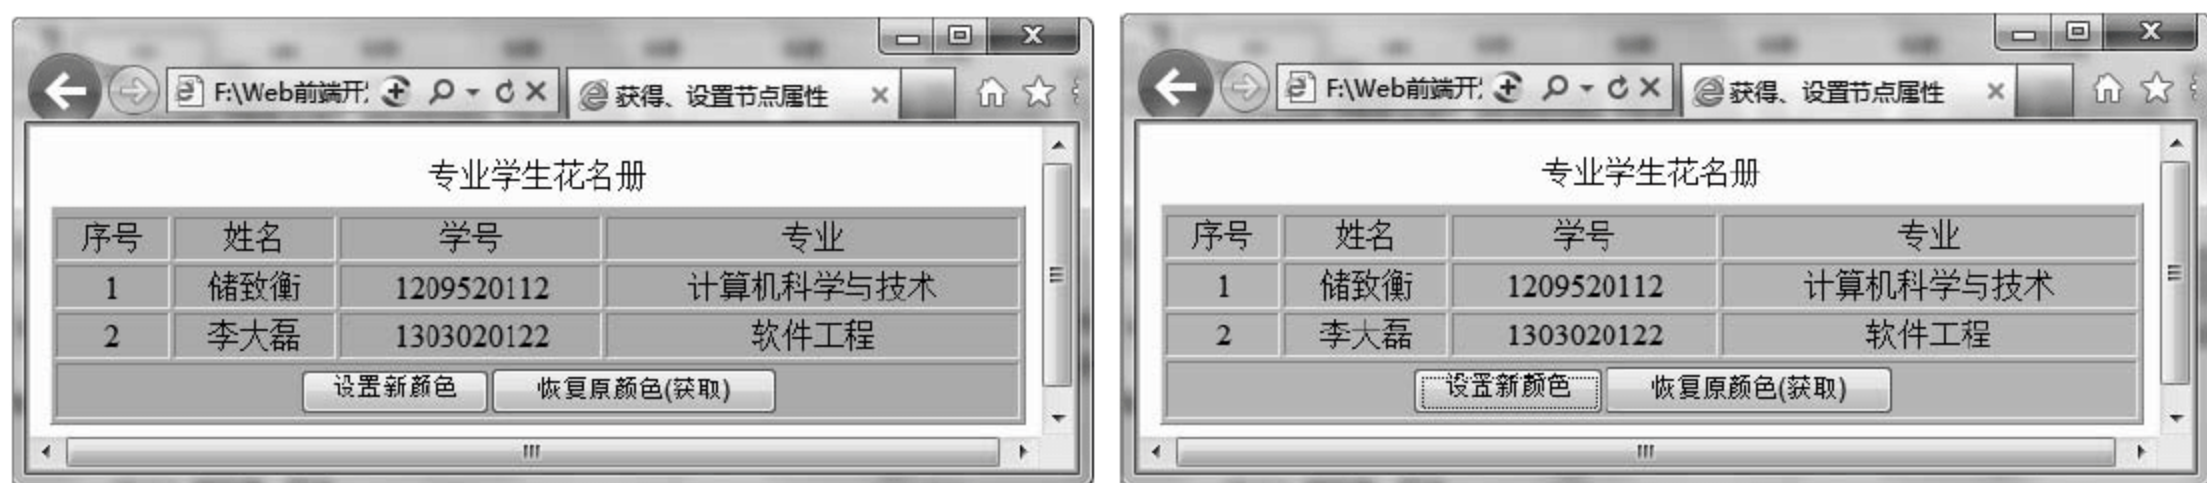 F:\Web前端开 获得、设置节点属性
专业学生花名册
序号 姓名 学号 专业
1 储致衡 1209520112 计算机科学与技术
2 李大磊 1303020122 软件工程
设置新颜色 恢复原颜色(获取)
F:\Web前端开 获得、设置节点属性
专业学生花名册
序号 姓名 学号 专业
1 储致衡 1209520112 计算机科学与技术
2 李大磊 1303020122 软件工程
设置新颜色 恢复原颜色(获取)